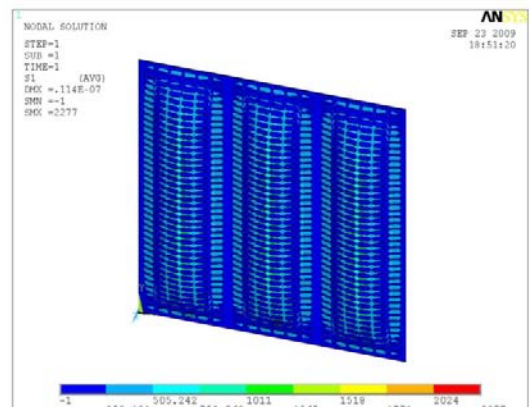 1
NODAL SOLUTION
STEP=1
SUB =1
TIME=1
S1 (AVG)
DMX =.114E-07
SMN =-1
SMX =2277
ANSYS
SEP 23 2009
18:51:20
Y
-1 505.242 1011 1518 2024